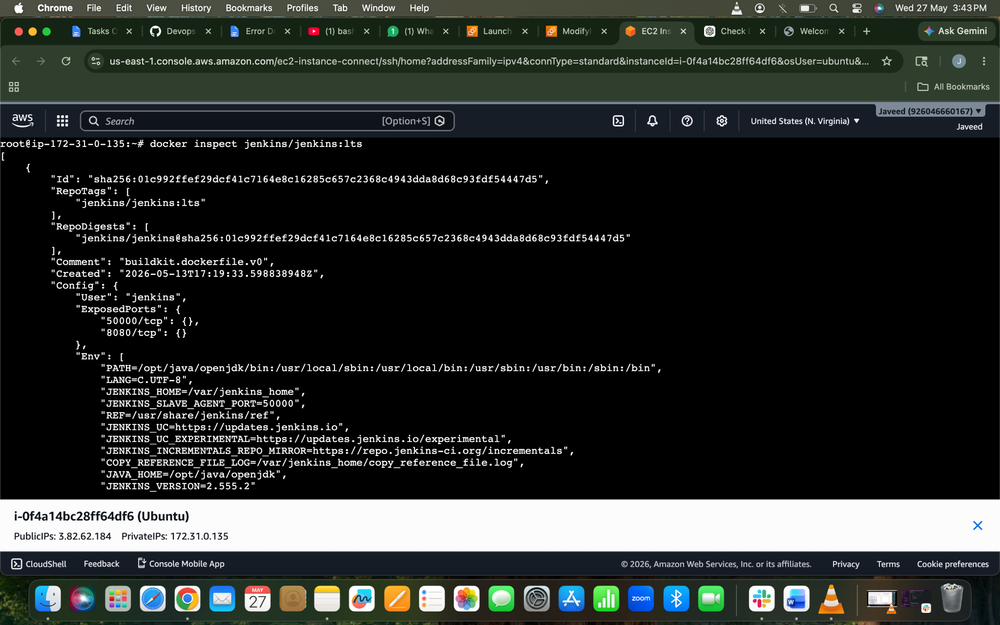 Chrome File Edit View History Bookmarks Profiles Tab Window Help Wed 27 May 3:43 PM
Tasks O Devops Error Do (1) bas 1 (1) Wha Launch Modify EC2 Ins Check D Welcom Ask Gemini
us-east-1.console.aws.amazon.com/ec2-instance-connect/ssh/home?addressFamily=ipv4&connType=standard&instanceId=i-0f4a14bc28ff64df6&osUser=ubuntu&... J
All Bookmarks
aws Search [Option+S] United States (N. Virginia) Javeed (926046660167)
Javeed
root@ip-172-31-0-135:~# docker inspect jenkins/jenkins:lts
[
    {
        "Id": "sha256:01c992ffef29dcf41c7164e8c16285c657c2368c4943dda8d68c93fdf54447d5",
        "RepoTags": [
            "jenkins/jenkins:lts"
        ],
        "RepoDigests": [
            "jenkins/jenkins@sha256:01c992ffef29dcf41c7164e8c16285c657c2368c4943dda8d68c93fdf54447d5"
        ],
        "Comment": "buildkit.dockerfile.v0",
        "Created": "2026-05-13T17:19:33.598838948Z",
        "Config": {
            "User": "jenkins",
            "ExposedPorts": {
                "50000/tcp": {},
                "8080/tcp": {}
            },
            "Env": [
                "PATH=/opt/java/openjdk/bin:/usr/local/sbin:/usr/local/bin:/usr/sbin:/usr/bin:/sbin:/bin",
                "LANG=C.UTF-8",
                "JENKINS_HOME=/var/jenkins_home",
                "JENKINS_SLAVE_AGENT_PORT=50000",
                "REF=/usr/share/jenkins/ref",
                "JENKINS_UC=https://updates.jenkins.io",
                "JENKINS_UC_EXPERIMENTAL=https://updates.jenkins.io/experimental",
                "JENKINS_INCREMENTALS_REPO_MIRROR=https://repo.jenkins-ci.org/incrementals",
                "COPY_REFERENCE_FILE_LOG=/var/jenkins_home/copy_reference_file.log",
                "JAVA_HOME=/opt/java/openjdk",
                "JENKINS_VERSION=2.555.2"
i-0f4a14bc28ff64df6 (Ubuntu)
PublicIPs: 3.82.62.184 PrivateIPs: 172.31.0.135
CloudShell Feedback Console Mobile App © 2026, Amazon Web Services, Inc. or its affiliates. Privacy Terms Cookie preferences
MAY
27 zoom W